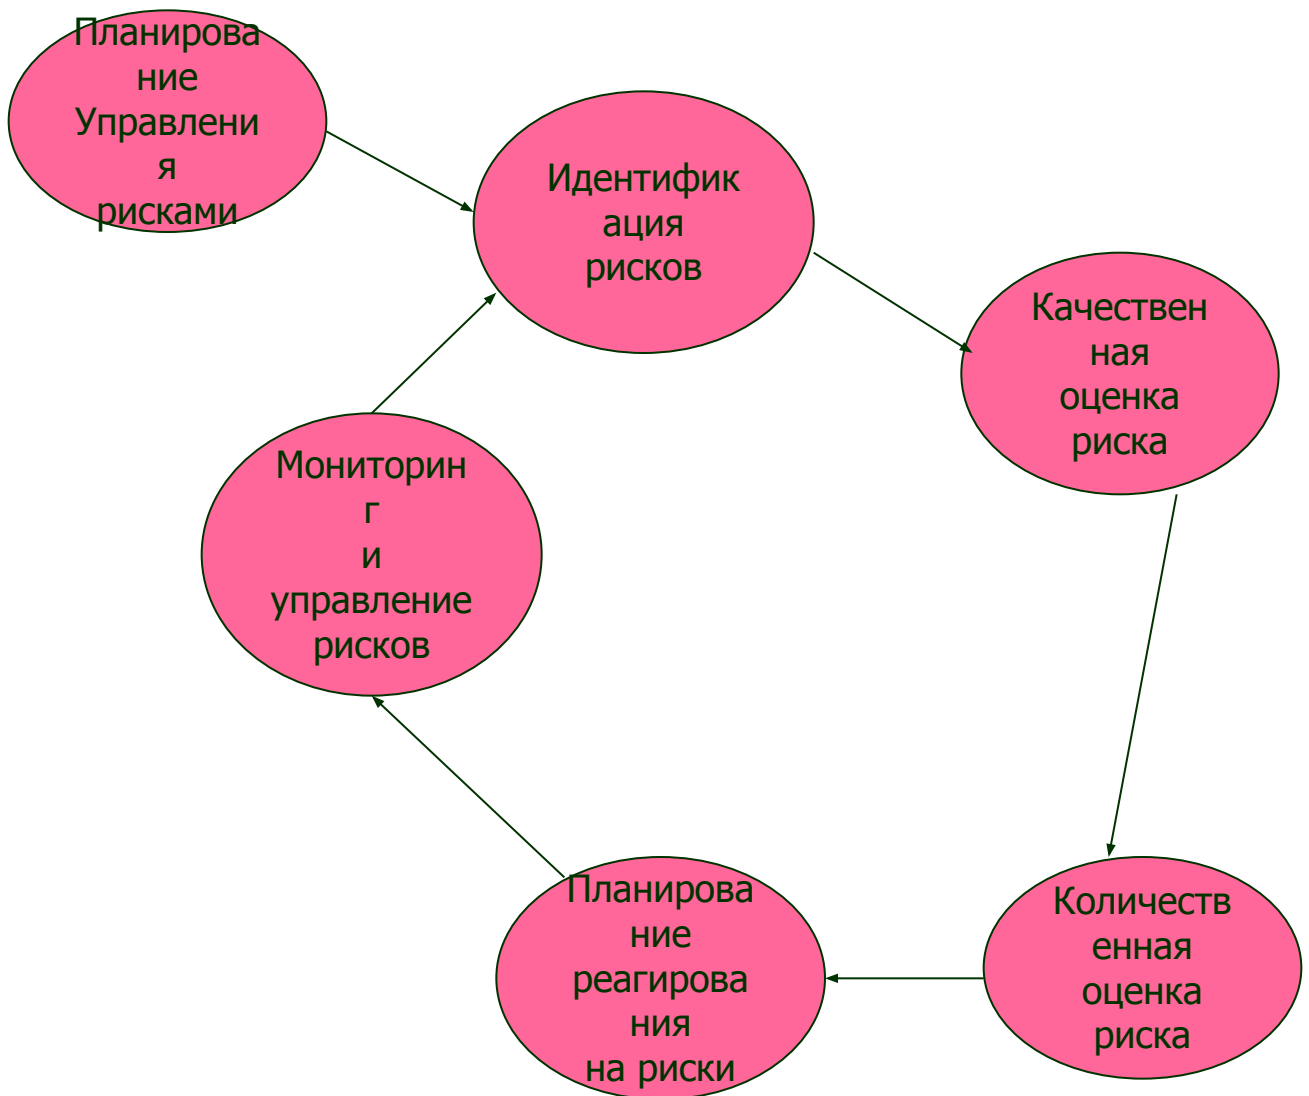 Планирова
ние
Управлени
я
рисками
Идентифик
ация
рисков
Качествен
ная
оценка
риска
Мониторин
г
и
управление
рисков
Количеств
енная
оценка
риска
Планирова
ние
реагирова
ния
на риски